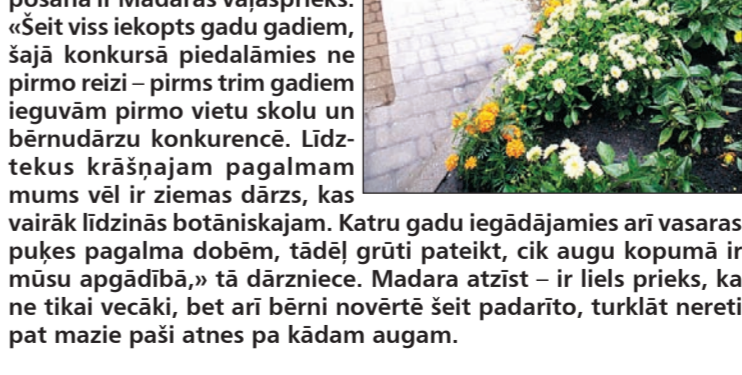 pošana ir Madaras vaļasprieks.
«Šeit viss iekopts gadu gadiem,
šajā konkursā piedalāmies ne
pirmo reizi – pirms trim gadiem
ieguvām pirmo vietu skolu un
bērnudārzu konkurencē. Līdz-
tekus krāšņajam pagalmam
mums vēl ir ziemas dārzs, kas
vairāk līdzinās botāniskajam. Katru gadu iegādājamies arī vasaras
puķes pagalma dobēm, tādēļ grūti pateikt, cik augu kopumā ir
mūsu apgādībā,» tā dārzniece. Madara atzīst – ir liels prieks, ka
ne tikai vecāki, bet arī bērni novērtē šeit padarīto, turklāt nereti
pat mazie paši atnes pa kādam augam.